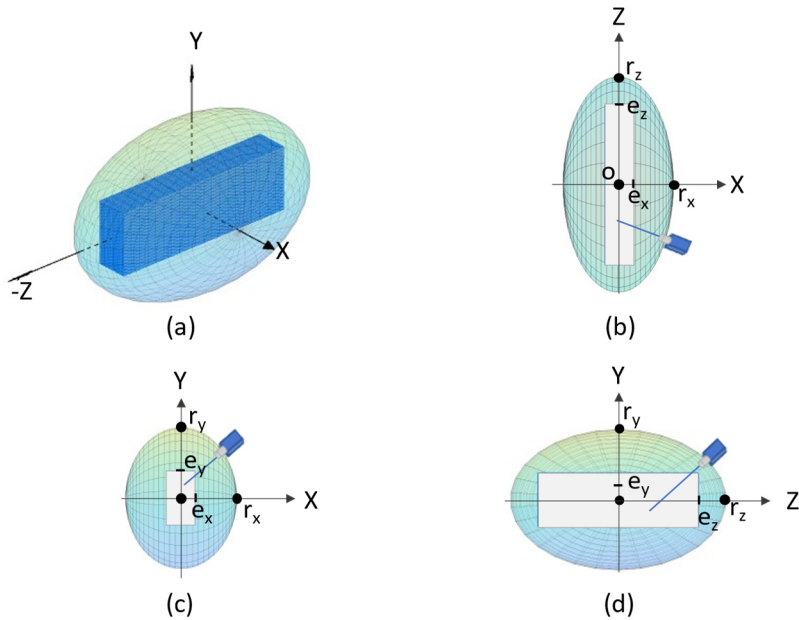 Y
X
-Z
(a)
Z
r_z
e_z
o
e_x
r_x
X
(b)
Y
r_y
e_y
e_x
r_x
X
(c)
Y
r_y
e_y
e_z
r_z
Z
(d)